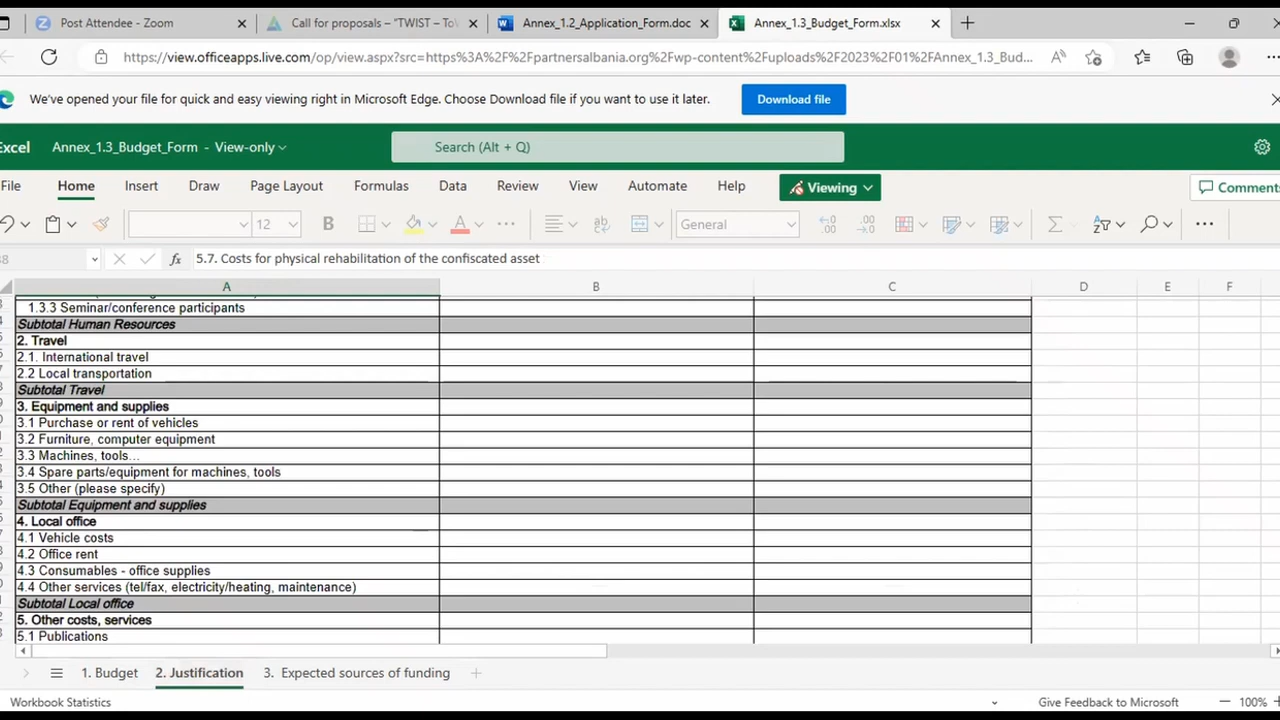 Post Attendee - Zoom
Call for proposals – "TWIST – ToV
Annex_1.2_Application_Form.doc
Annex_1.3_Budget_Form.xlsx
https://view.officeapps.live.com/op/view.aspx?src=https%3A%2F%2Fpartnersalbania.org%2Fwp-content%2Fuploads%2F2023%2F01%2FAnnex_1.3_Bud...
We've opened your file for quick and easy viewing right in Microsoft Edge. Choose Download file if you want to use it later.
Download file
Excel
Annex_1.3_Budget_Form - View-only
Search (Alt + Q)
File
Home
Insert
Draw
Page Layout
Formulas
Data
Review
View
Automate
Help
Viewing
Comments
12
B
General
5.7. Costs for physical rehabilitation of the confiscated asset
A
B
C
D
E
F
1.3.3 Seminar/conference participants
Subtotal Human Resources
2. Travel
2.1. International travel
2.2 Local transportation
Subtotal Travel
3. Equipment and supplies
3.1 Purchase or rent of vehicles
3.2 Furniture, computer equipment
3.3 Machines, tools...
3.4 Spare parts/equipment for machines, tools
3.5 Other (please specify)
Subtotal Equipment and supplies
4. Local office
4.1 Vehicle costs
4.2 Office rent
4.3 Consumables - office supplies
4.4 Other services (tel/fax, electricity/heating, maintenance)
Subtotal Local office
5. Other costs, services
5.1 Publications
1. Budget
2. Justification
3. Expected sources of funding
Workbook Statistics
Give Feedback to Microsoft
100%